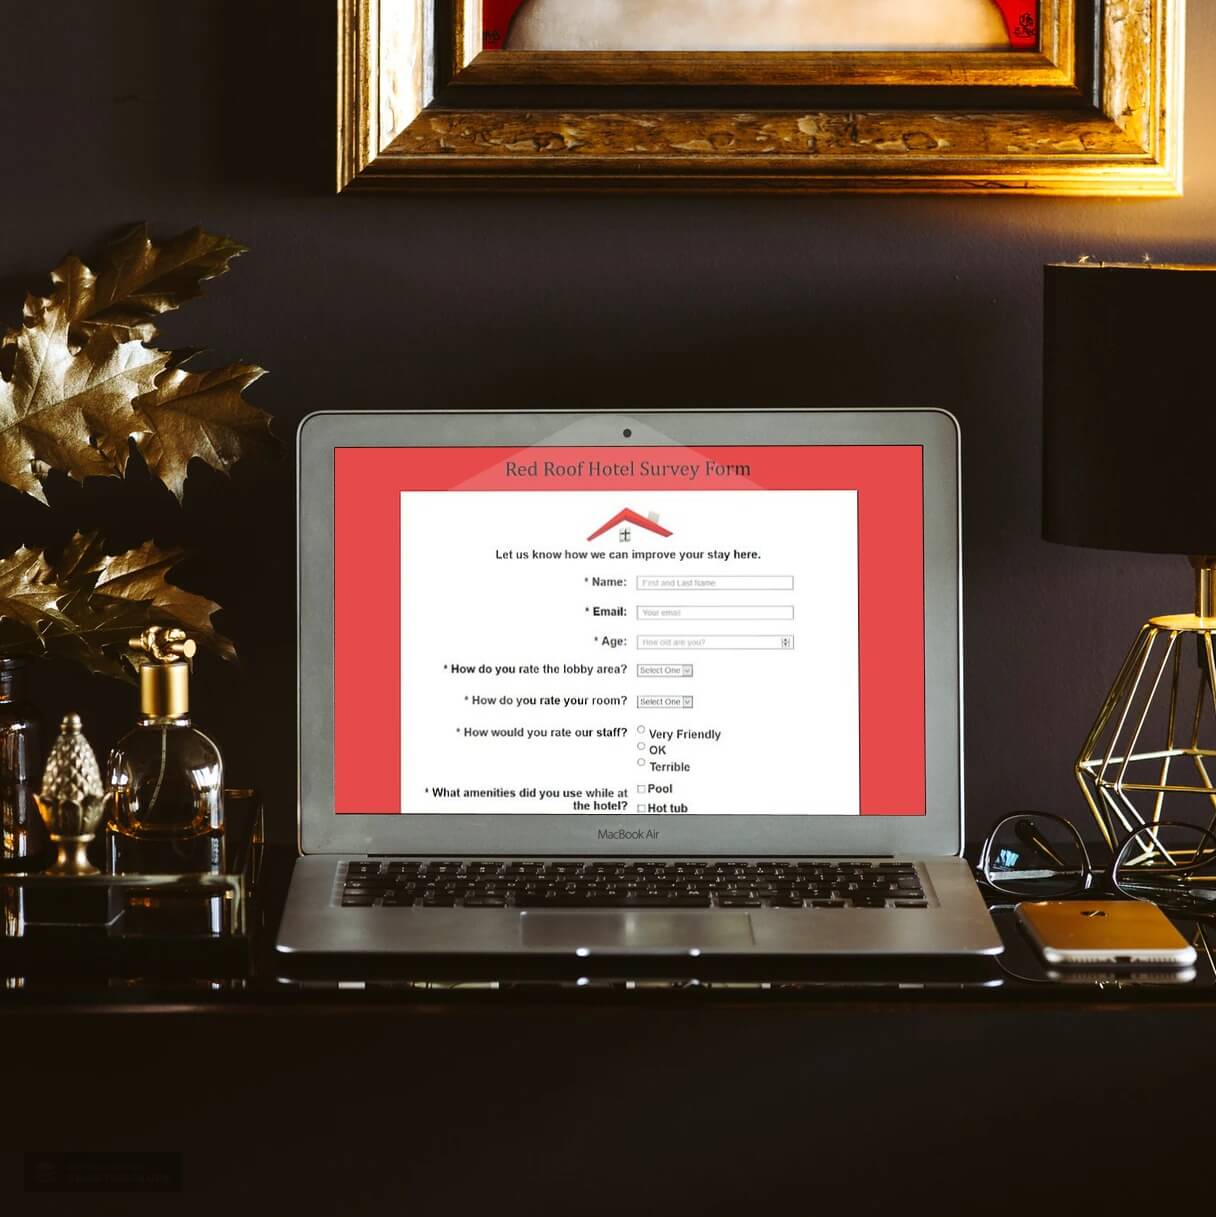 Red Roof Hotel Survey Form
Let us know how we can improve your stay here.
* Name: First and Last Name
* Email: Your email
* Age: How old are you?
* How do you rate the lobby area? Select One
* How do you rate your room? Select One
* How would you rate our staff? Very Friendly
OK
Terrible
* What amenities did you use while at
the hotel?
Pool
Hot tub
MacBook Air